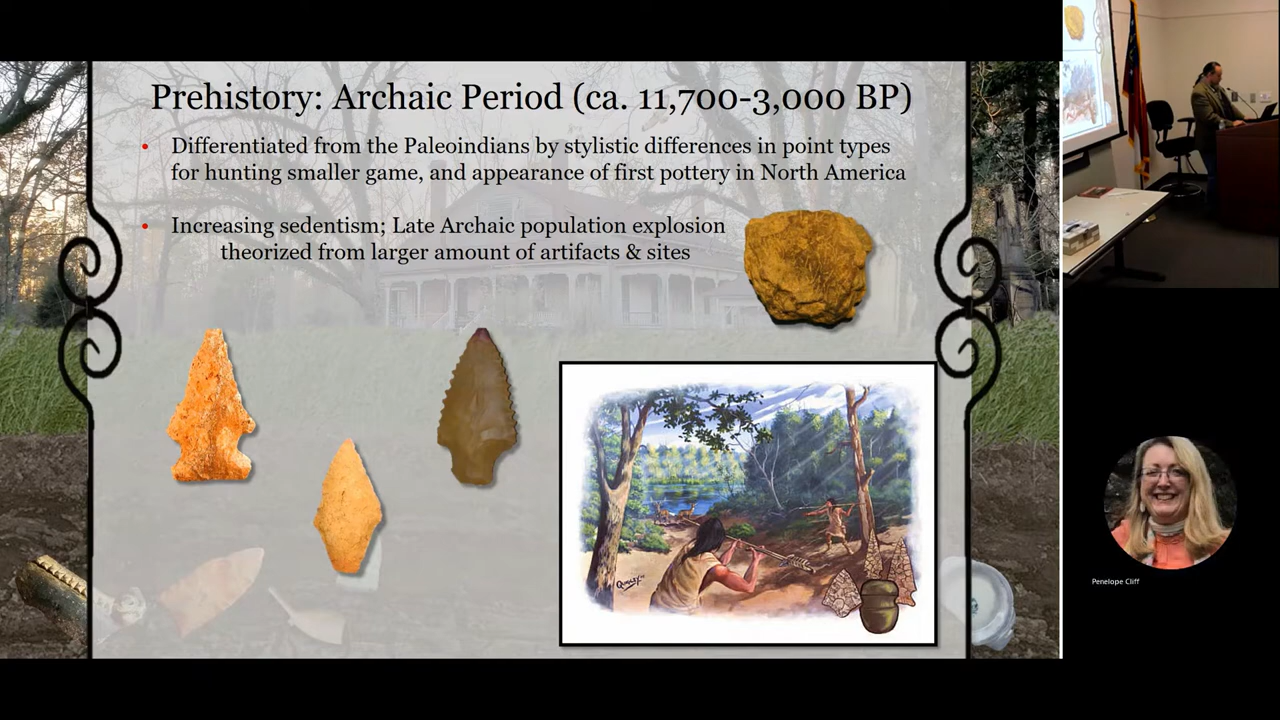 Prehistory: Archaic Period (ca. 11,700-3,000 BP)
• Differentiated from the Paleoindians by stylistic differences in point types
for hunting smaller game, and appearance of first pottery in North America
• Increasing sedentism; Late Archaic population explosion
theorized from larger amount of artifacts & sites
Penelope Cliff